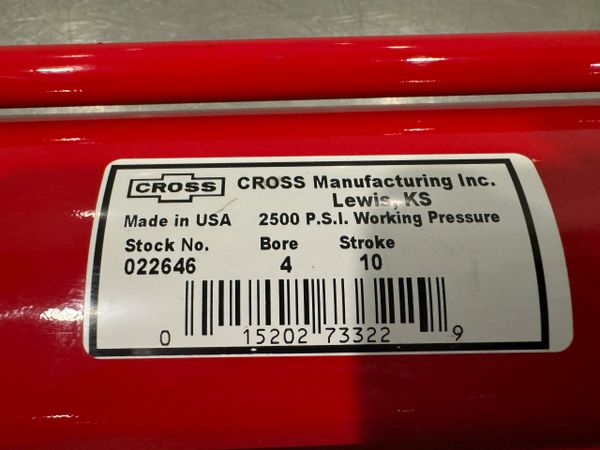 CROSS CROSS Manufacturing Inc.
Lewis, KS
Made in USA 2500 P.S.I. Working Pressure
Stock No. Bore Stroke
022646 4 10
0 15202 73322 9